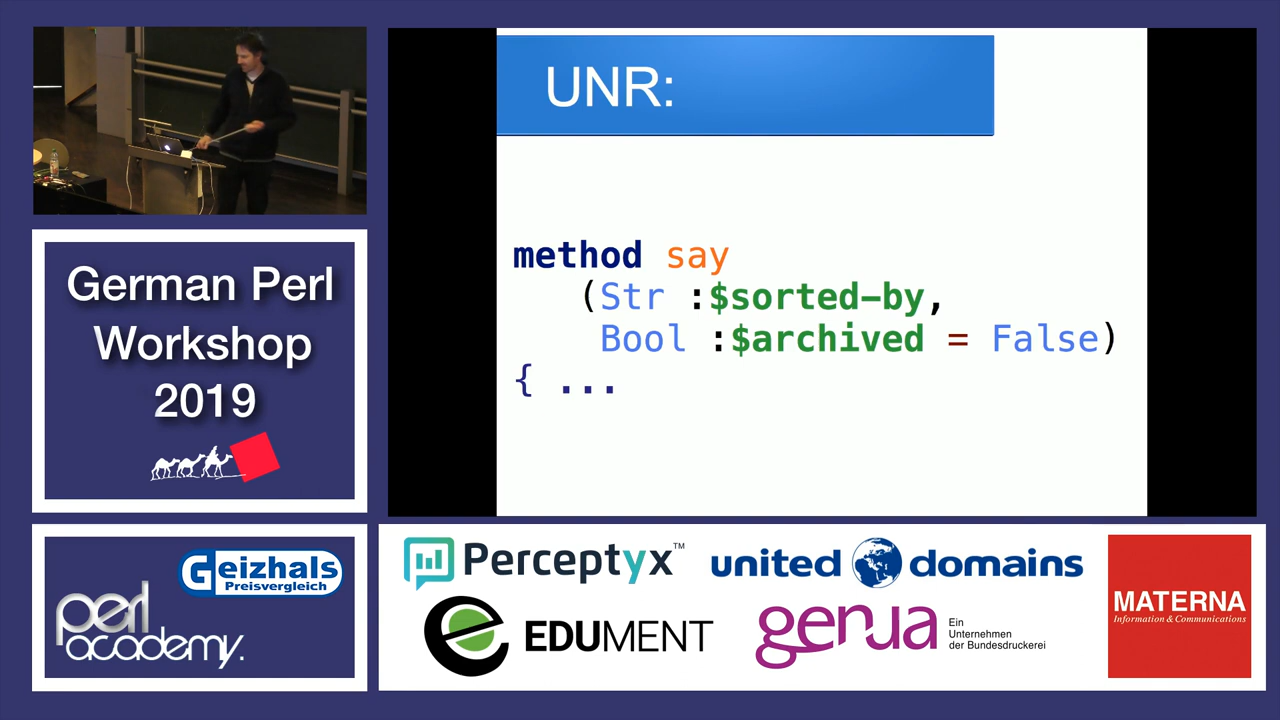 UNR:
method say
(Str :$sorted-by,
Bool :$archived = False)
{ ...
German Perl
Workshop
2019
Geizhals
Preisvergleich
perl
academy.
Perceptyx™
united domains
EDUMENT
genua
Ein
Unternehmen
der Bundesdruckerei
MATERNA
Information & Communications